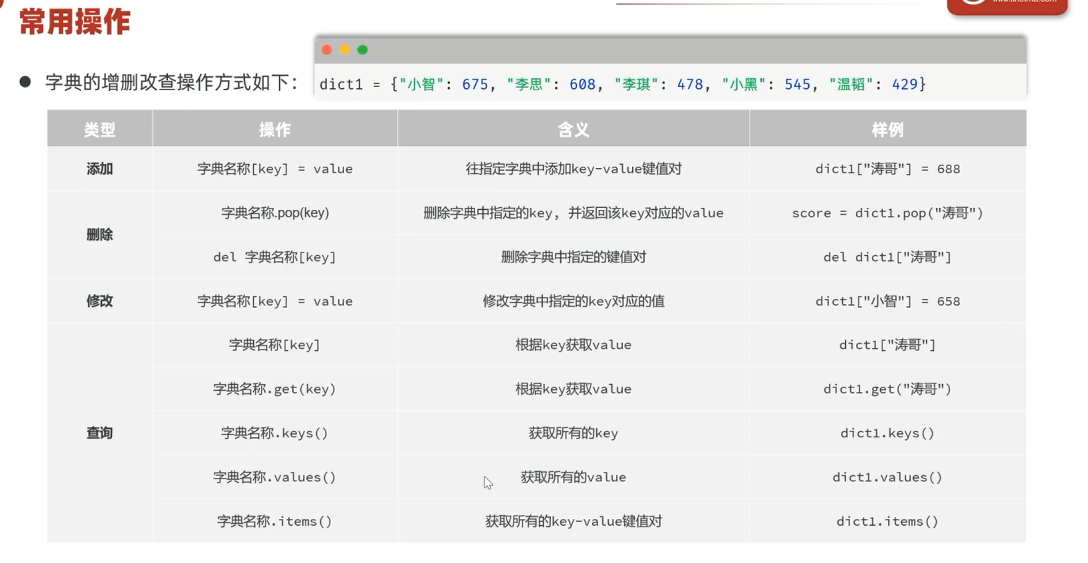 常用操作
字典的增删改查操作方式如下：
dict1 = {"小智": 675, "李思": 608, "李琪": 478, "小黑": 545, "温韬": 429}
类型 操作 含义 样例
添加 字典名称[key] = value 往指定字典中添加key-value键值对 dict1["涛哥"] = 688
删除 字典名称.pop(key) 删除字典中指定的key, 并返回该key对应的value score = dict1.pop("涛哥")
del 字典名称[key] 删除字典中指定的键值对 del dict1["涛哥"]
修改 字典名称[key] = value 修改字典中指定的key对应的值 dict1["小智"] = 658
查询 字典名称[key] 根据key获取value dict1["涛哥"]
字典名称.get(key) 根据key获取value dict1.get("涛哥")
字典名称.keys() 获取所有的key dict1.keys()
字典名称.values() 获取所有的value dict1.values()
字典名称.items() 获取所有的key-value键值对 dict1.items()